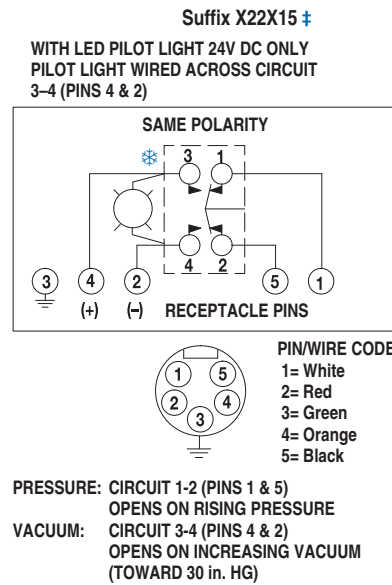 Suffix X22X15 ‡
WITH LED PILOT LIGHT 24V DC ONLY
PILOT LIGHT WIRED ACROSS CIRCUIT
3–4 (PINS 4 & 2)
SAME POLARITY
3 1
4 2
3 4 2 5 1
(+) (–) RECEPTACLE PINS
PIN/WIRE CODE
1= White
2= Red
3= Green
4= Orange
5= Black
1 5
2 4
3
PRESSURE: CIRCUIT 1-2 (PINS 1 & 5)
OPENS ON RISING PRESSURE
VACUUM: CIRCUIT 3-4 (PINS 4 & 2)
OPENS ON INCREASING VACUUM
(TOWARD 30 in. HG)